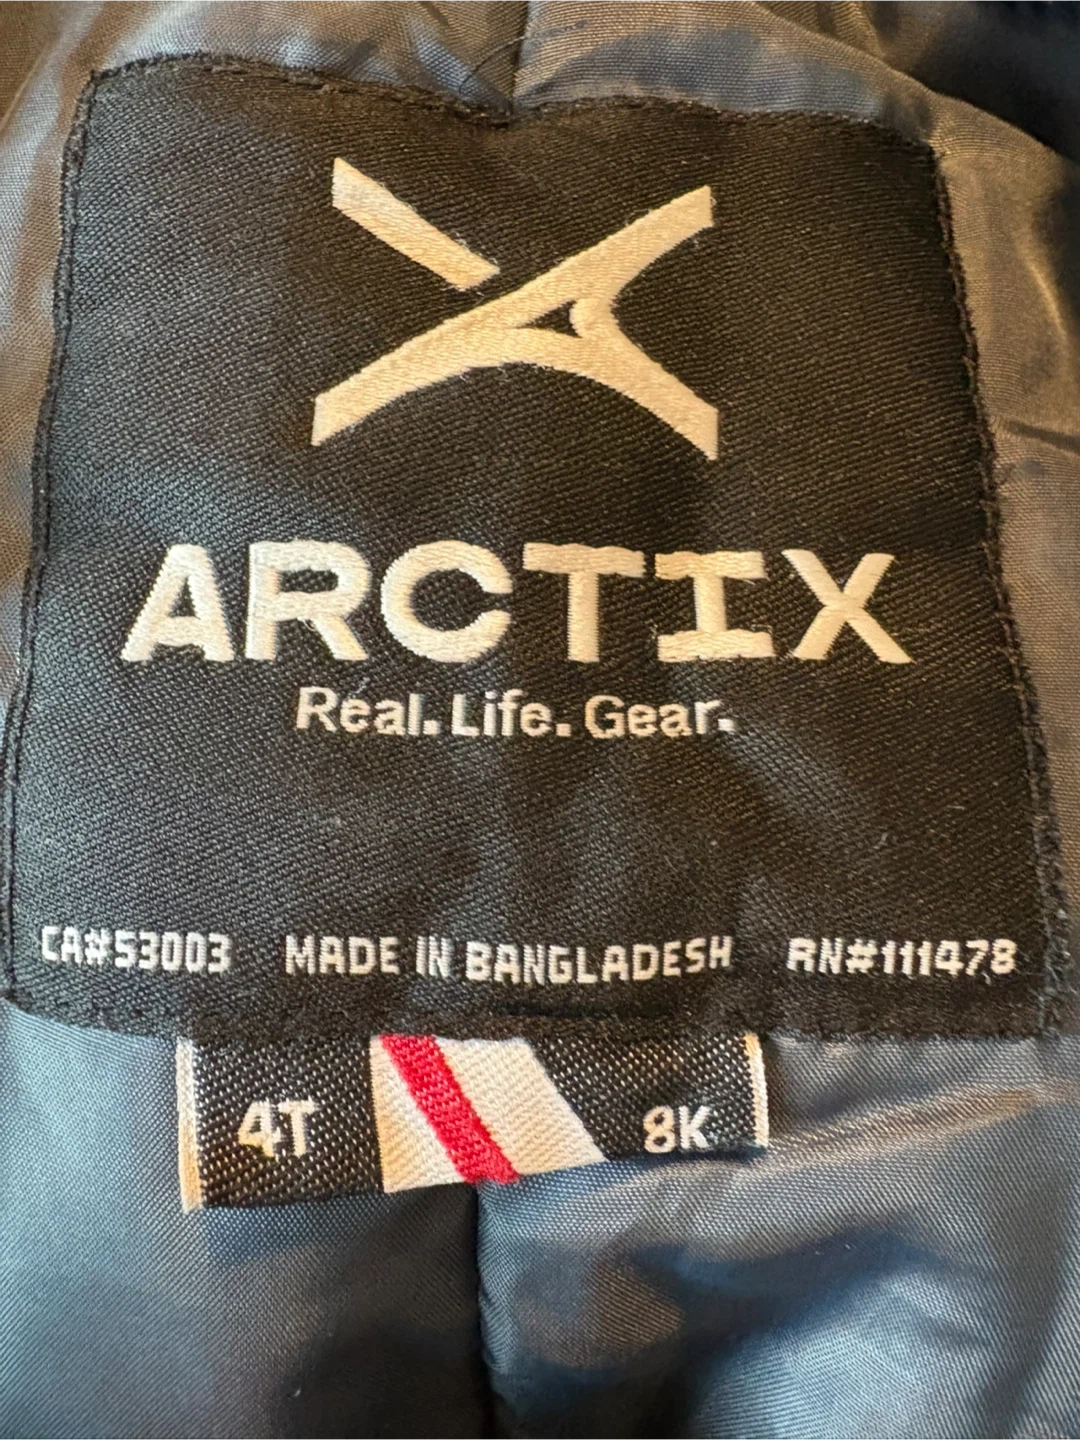 ARCTIX
Real. Life. Gear.
CA#53003 MADE IN BANGLADESH RN#111478
4T 8K